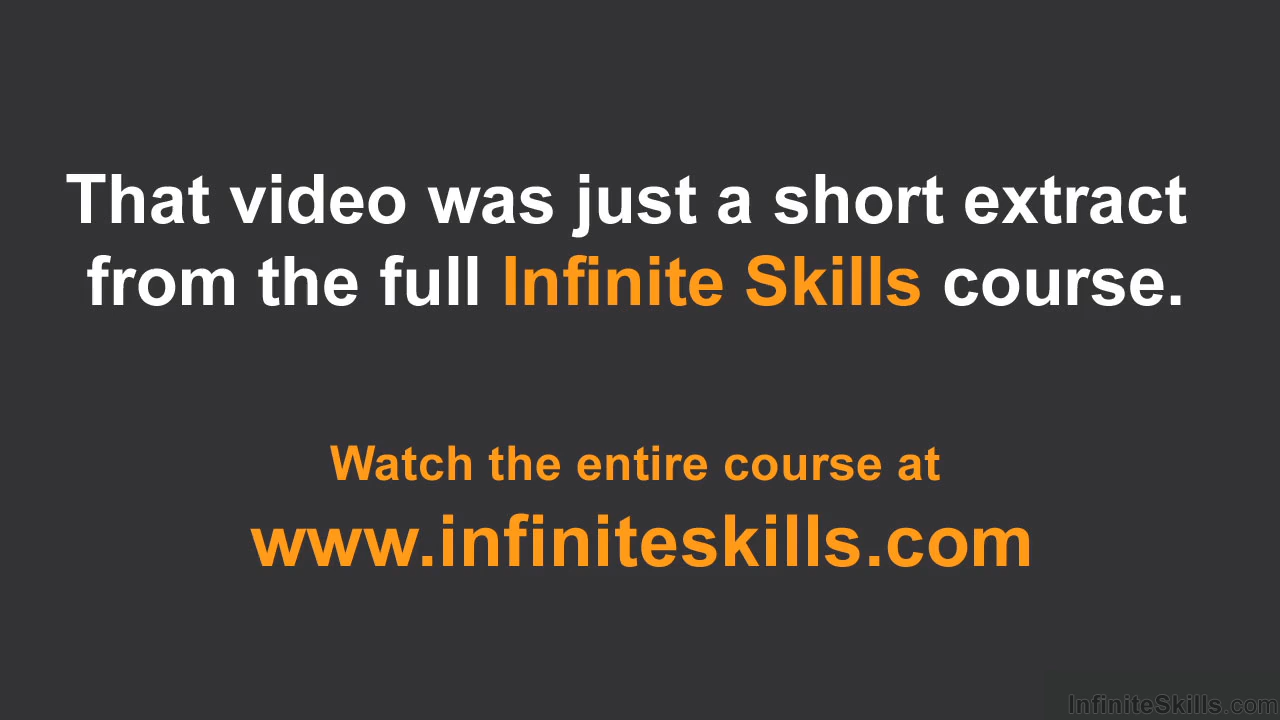 That video was just a short extract
from the full Infinite Skills course.
Watch the entire course at
www.infiniteskills.com
InfiniteSkills.com